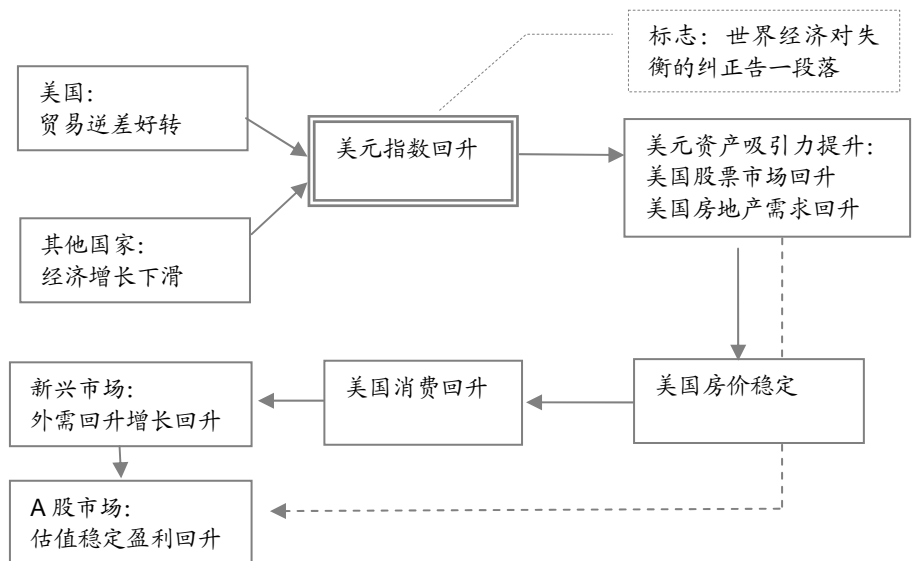 标志：世界经济对失
衡的纠正告一段落
美国：
贸易逆差好转
美元指数回升
美元资产吸引力提升：
美国股票市场回升
美国房地产需求回升
其他国家：
经济增长下滑
新兴市场：
外需回升增长回升
美国消费回升
美国房价稳定
A 股市场：
估值稳定盈利回升